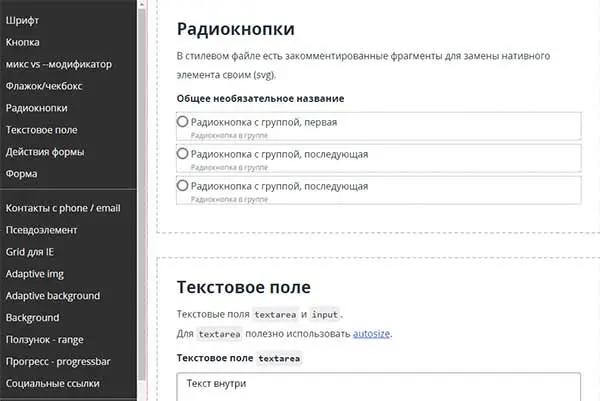 Шрифт
Кнопка
микс vs --модификатор
Флажок/чекбокс
Радиокнопки
Текстовое поле
Действия формы
Форма
Контакты с phone / email
Псевдоэлемент
Grid для IE
Adaptive img
Adaptive background
Background
Ползунок - range
Прогресс - progressbar
Социальные ссылки
Радиокнопки
В стилевом файле есть закомментированные фрагменты для замены нативного
элемента своим (svg).
Общее необязательное название
Радиокнопка с группой, первая
Радиокнопка в группе
Радиокнопка с группой, последующая
Радиокнопка в группе
Радиокнопка с группой, последующая
Радиокнопка в группе
Текстовое поле
Текстовые поля textarea и input.
Для textarea полезно использовать autosize.
Текстовое поле textarea
Текст внутри